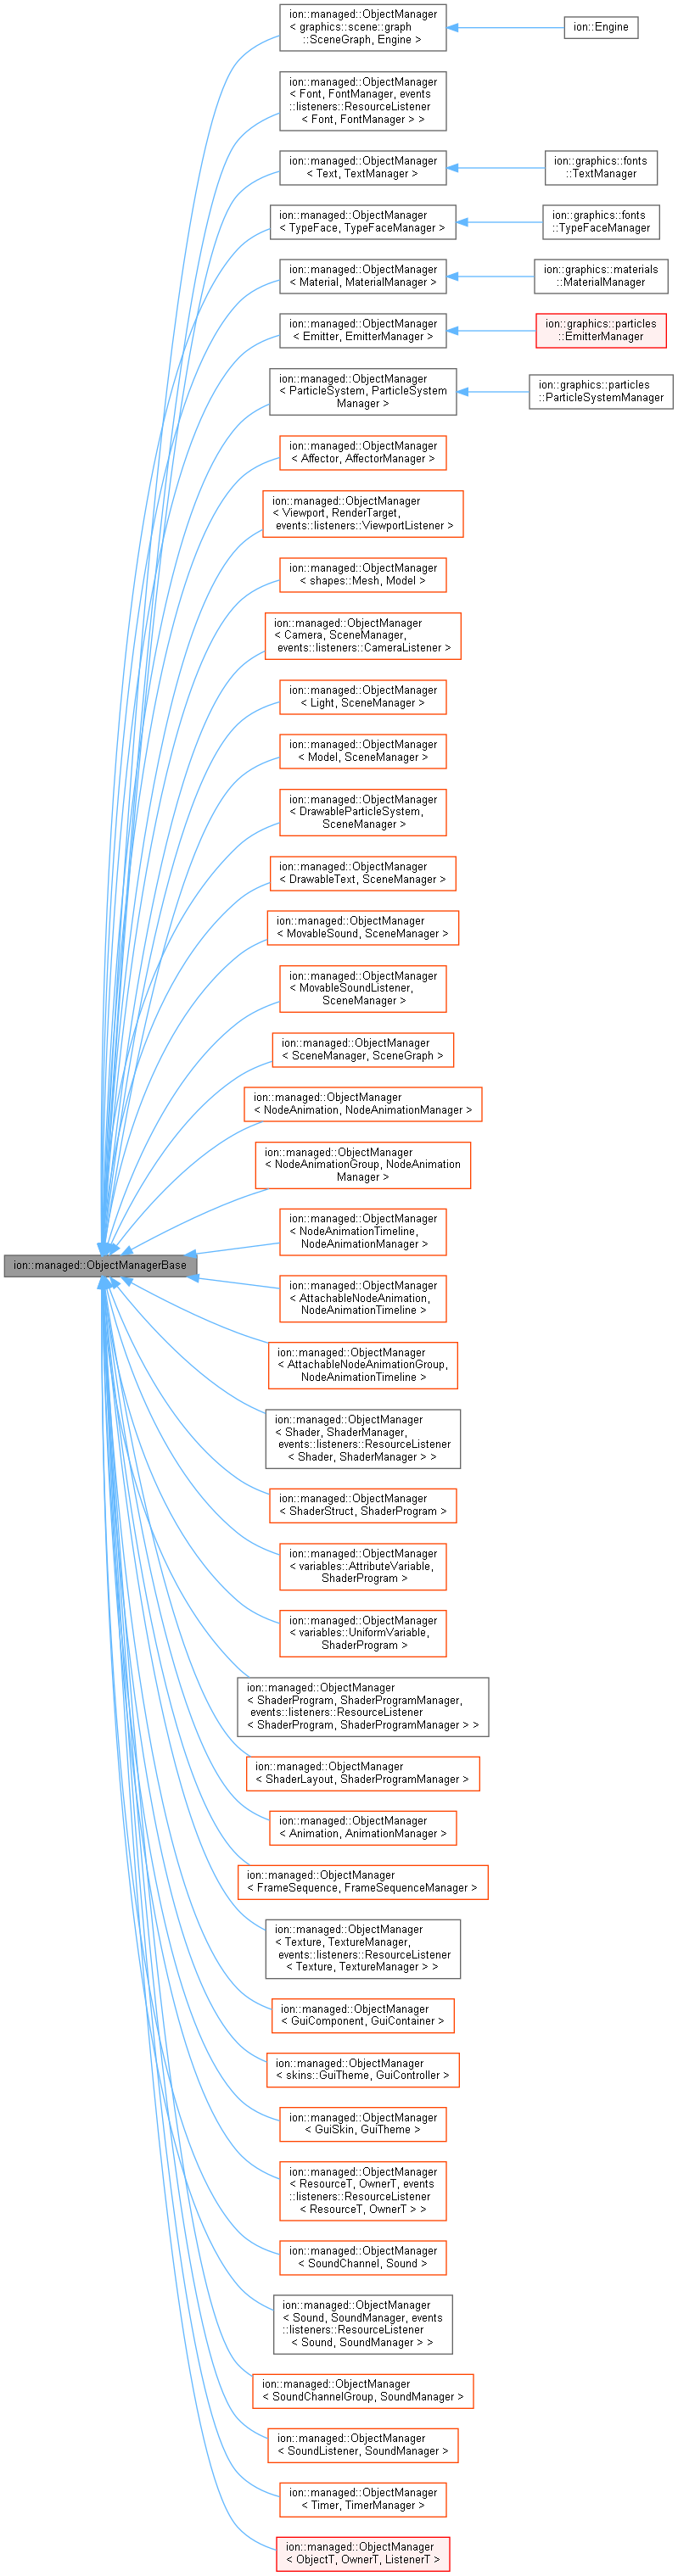 ion::managed::ObjectManager
< graphics::scene::graph
::SceneGraph, Engine >
ion::Engine
ion::managed::ObjectManager
< Font, FontManager, events
::listeners::ResourceListener
< Font, FontManager > >
ion::managed::ObjectManager
< Text, TextManager >
ion::graphics::fonts
::TextManager
ion::managed::ObjectManager
< TypeFace, TypeFaceManager >
ion::graphics::fonts
::TypeFaceManager
ion::managed::ObjectManager
< Material, MaterialManager >
ion::graphics::materials
::MaterialManager
ion::managed::ObjectManager
< Emitter, EmitterManager >
ion::graphics::particles
::EmitterManager
ion::managed::ObjectManager
< ParticleSystem, ParticleSystem
Manager >
ion::graphics::particles
::ParticleSystemManager
ion::managed::ObjectManager
< Affector, AffectorManager >
ion::managed::ObjectManager
< Viewport, RenderTarget,
events::listeners::ViewportListener >
ion::managed::ObjectManager
< shapes::Mesh, Model >
ion::managed::ObjectManager
< Camera, SceneManager,
events::listeners::CameraListener >
ion::managed::ObjectManager
< Light, SceneManager >
ion::managed::ObjectManager
< Model, SceneManager >
ion::managed::ObjectManager
< DrawableParticleSystem,
SceneManager >
ion::managed::ObjectManager
< DrawableText, SceneManager >
ion::managed::ObjectManager
< MovableSound, SceneManager >
ion::managed::ObjectManager
< MovableSoundListener,
SceneManager >
ion::managed::ObjectManager
< SceneManager, SceneGraph >
ion::managed::ObjectManager
< NodeAnimation, NodeAnimationManager >
ion::managed::ObjectManager
< NodeAnimationGroup, NodeAnimation
Manager >
ion::managed::ObjectManager
< NodeAnimationTimeline,
NodeAnimationManager >
ion::managed::ObjectManagerBase
ion::managed::ObjectManager
< AttachableNodeAnimation,
NodeAnimationTimeline >
ion::managed::ObjectManager
< AttachableNodeAnimationGroup,
NodeAnimationTimeline >
ion::managed::ObjectManager
< Shader, ShaderManager,
events::listeners::ResourceListener
< Shader, ShaderManager > >
ion::managed::ObjectManager
< ShaderStruct, ShaderProgram >
ion::managed::ObjectManager
< variables::AttributeVariable,
ShaderProgram >
ion::managed::ObjectManager
< variables::UniformVariable,
ShaderProgram >
ion::managed::ObjectManager
< ShaderProgram, ShaderProgramManager,
events::listeners::ResourceListener
< ShaderProgram, ShaderProgramManager > >
ion::managed::ObjectManager
< ShaderLayout, ShaderProgramManager >
ion::managed::ObjectManager
< Animation, AnimationManager >
ion::managed::ObjectManager
< FrameSequence, FrameSequenceManager >
ion::managed::ObjectManager
< Texture, TextureManager,
events::listeners::ResourceListener
< Texture, TextureManager > >
ion::managed::ObjectManager
< GuiComponent, GuiContainer >
ion::managed::ObjectManager
< skins::GuiTheme, GuiController >
ion::managed::ObjectManager
< GuiSkin, GuiTheme >
ion::managed::ObjectManager
< ResourceT, OwnerT, events
::listeners::ResourceListener
< ResourceT, OwnerT > >
ion::managed::ObjectManager
< SoundChannel, Sound >
ion::managed::ObjectManager
< Sound, SoundManager, events
::listeners::ResourceListener
< Sound, SoundManager > >
ion::managed::ObjectManager
< SoundChannelGroup, SoundManager >
ion::managed::ObjectManager
< SoundListener, SoundManager >
ion::managed::ObjectManager
< Timer, TimerManager >
ion::managed::ObjectManager
< ObjectT, OwnerT, ListenerT >